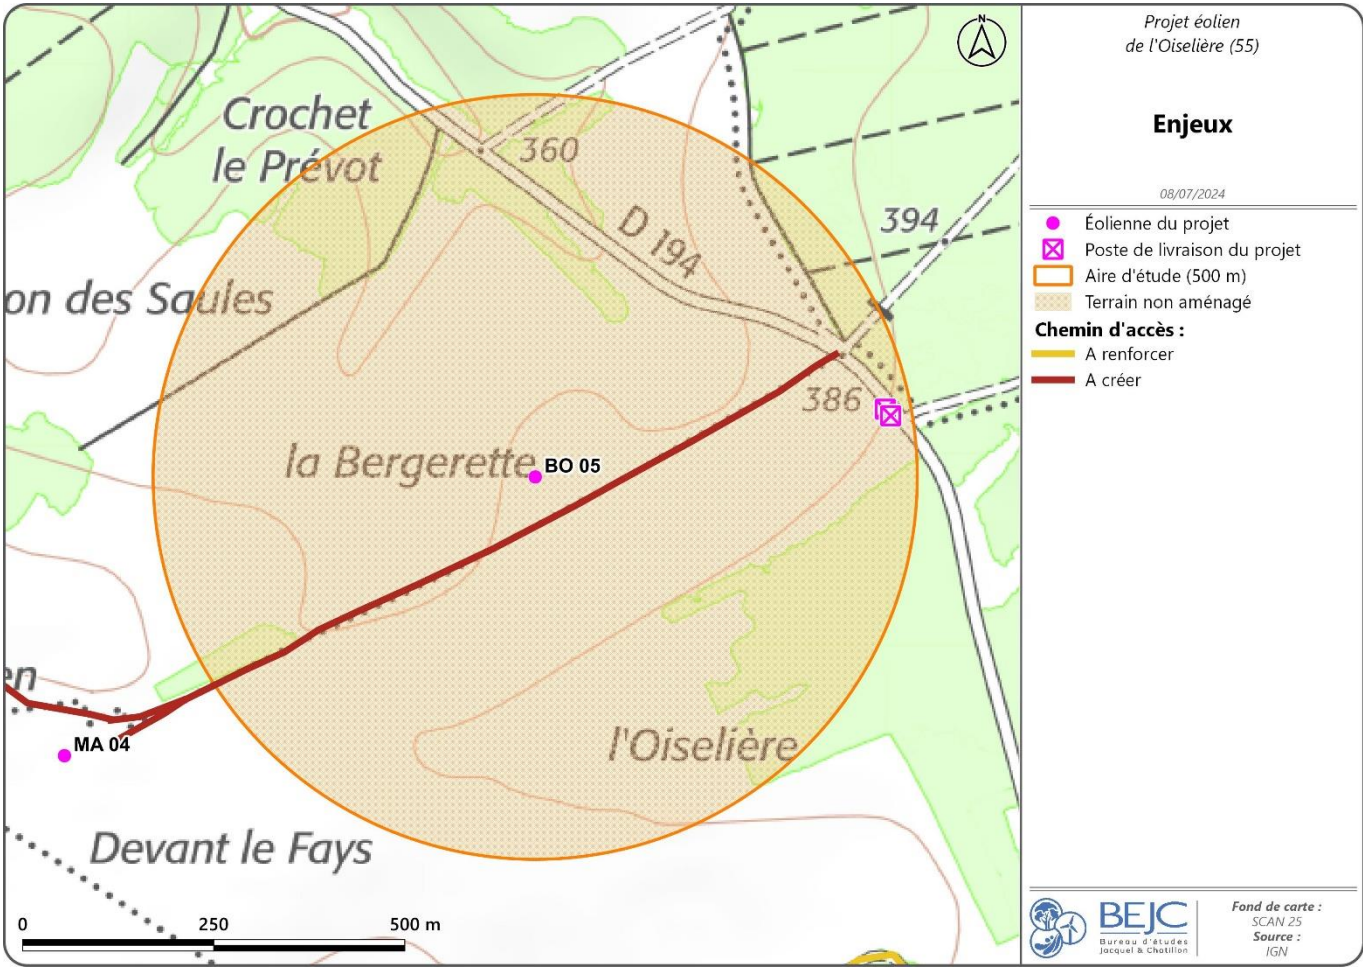 Crochet
le Prévot
360
D 194
394
on des Saules
386
la Bergerette
BO 05
en
MA 04
l'Oiselière
Devant le Fays
0 250 500 m
N
Projet éolien
de l'Oiselière (55)
Enjeux
08/07/2024
Éolienne du projet
Poste de livraison du projet
Aire d'étude (500 m)
Terrain non aménagé
Chemin d'accès :
A renforcer
A créer
BEJC
Bureau d'études
Jacquel & Chatillon
Fond de carte :
SCAN 25
Source :
IGN